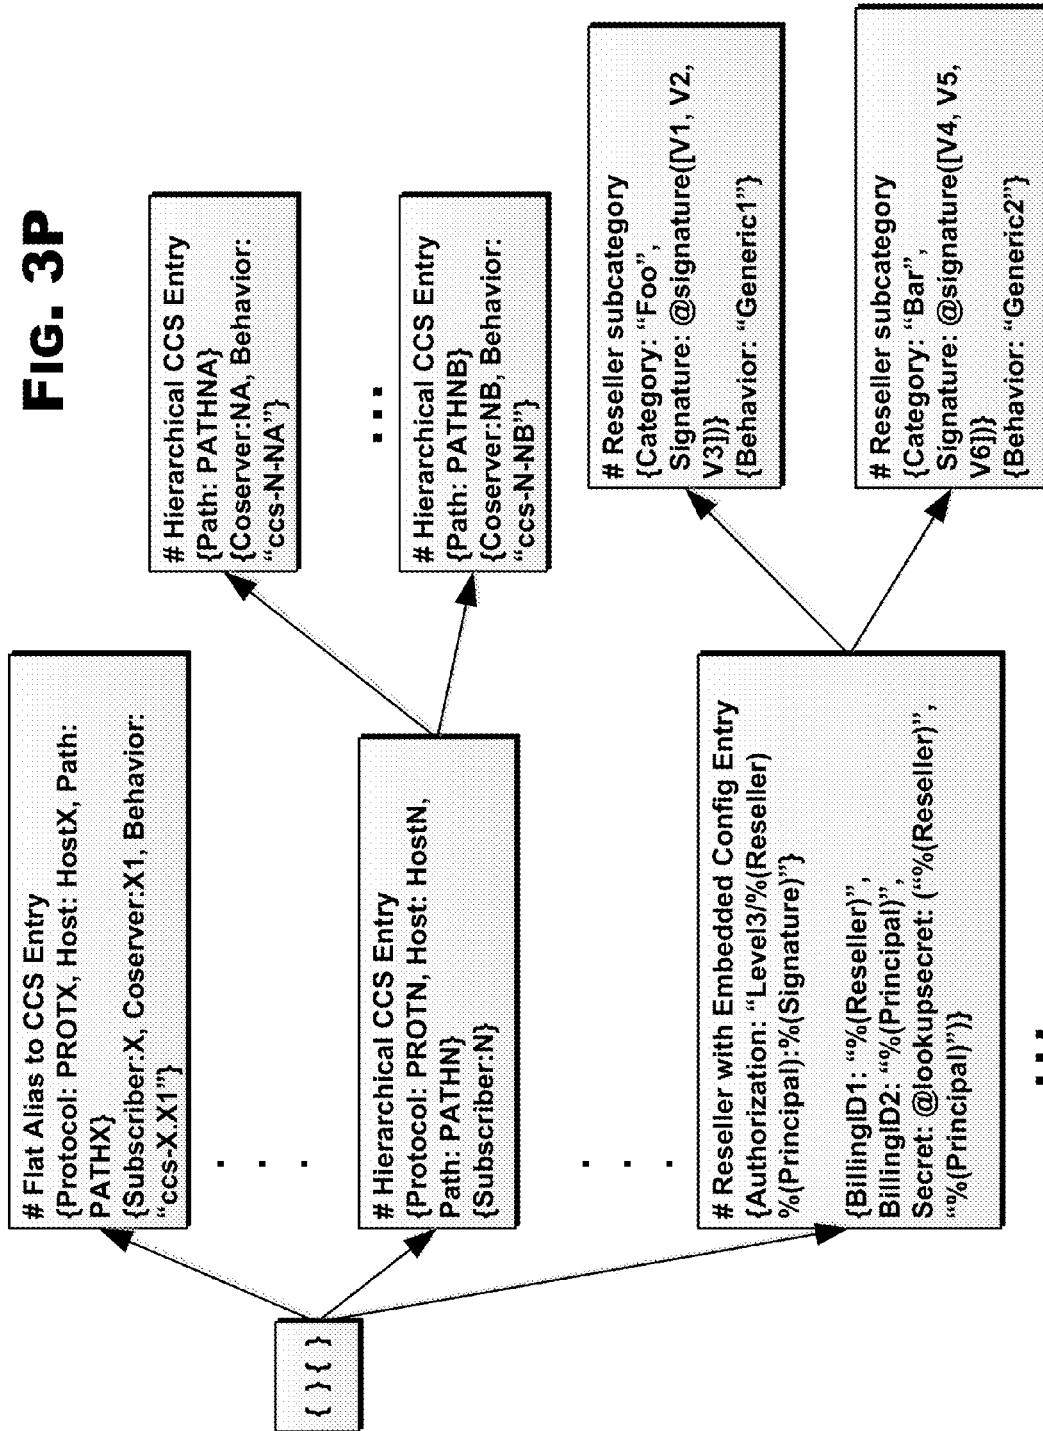 FIG. 3P
{ } { }
# Flat Alias to CCS Entry
{Protocol: PROTX, Host: HostX, Path:
PATHX}
{Subscriber:X, Coserver:X1, Behavior:
“ccs-X.X1”}
. . . .
# Hierarchical CCS Entry
{Protocol: PROTN, Host: HostN,
Path: PATHN}
{Subscriber:N}
. . . .
# Reseller with Embedded Config Entry
{Authorization: “Level3/%(Reseller)
%(Principal):%(Signature)”}
{BillingID1: “%(Reseller)”,
BillingID2: “%(Principal)”,
Secret: @lookupsecret: (“%(Reseller)”,
“%(Principal)”)}
...
# Hierarchical CCS Entry
{Path: PATHNA}
{Coserver:NA, Behavior:
“ccs-N-NA”}
...
# Hierarchical CCS Entry
{Path: PATHNB}
{Coserver:NB, Behavior:
“ccs-N-NB”}
# Reseller subcategory
{Category: “Foo”,
Signature: @signature([V1, V2,
V3])}
{Behavior: “Generic1”}
# Reseller subcategory
{Category: “Bar”,
Signature: @signature([V4, V5,
V6])}
{Behavior: “Generic2”}